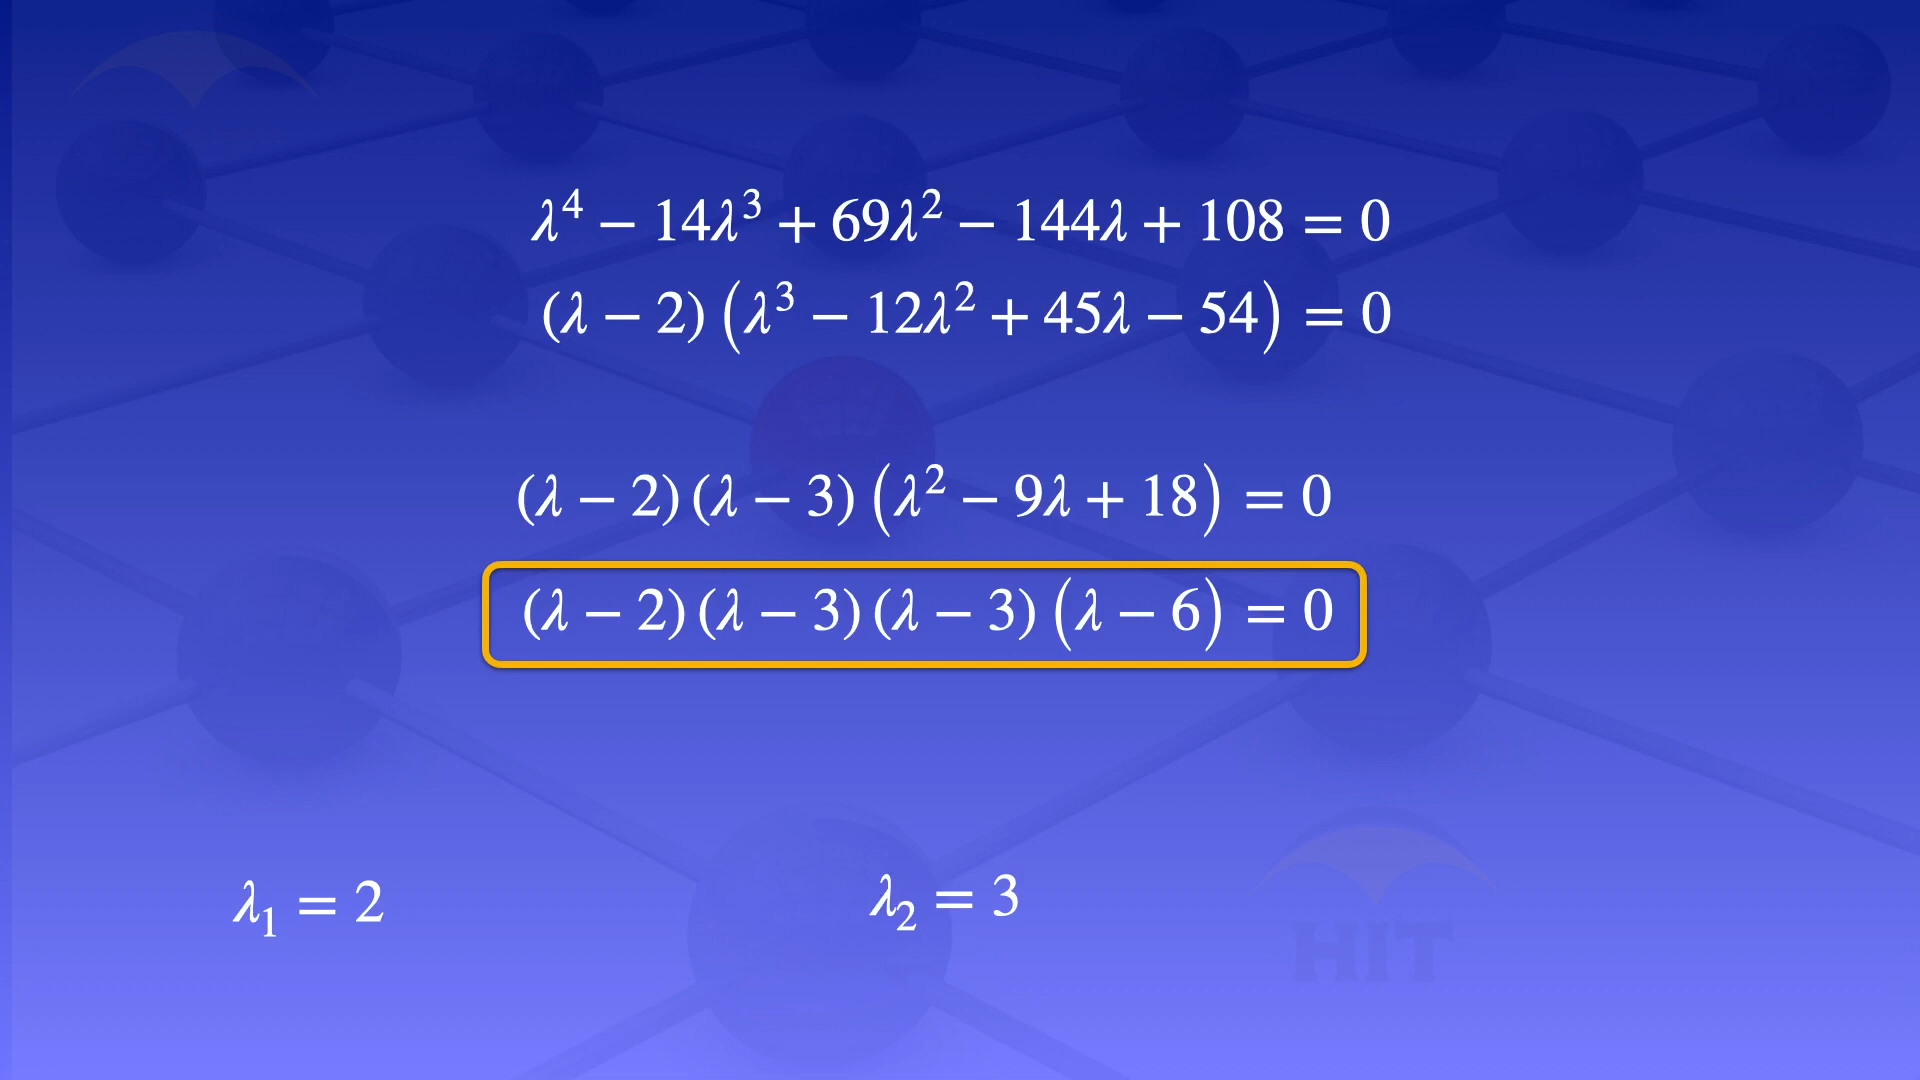 λ⁴ − 14λ³ + 69λ² − 144λ + 108 = 0
(λ − 2) (λ³ − 12λ² + 45λ − 54) = 0
(λ − 2) (λ − 3) (λ² − 9λ + 18) = 0
(λ − 2) (λ − 3) (λ − 3) (λ − 6) = 0
λ₁ = 2
λ₂ = 3
HIT